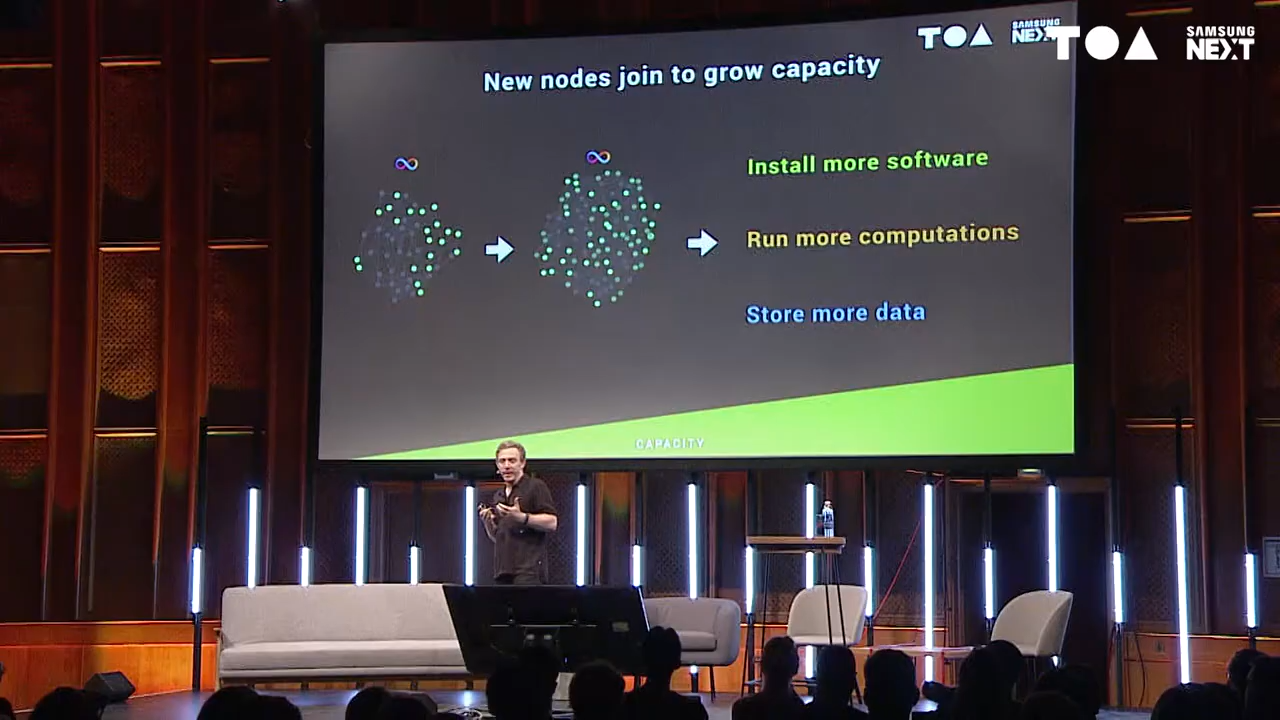 TOA
SAMSUNG
NEXT
TOA
SAMSUNG
NEXT
New nodes join to grow capacity
Install more software
Run more computations
Store more data
CAPACITY